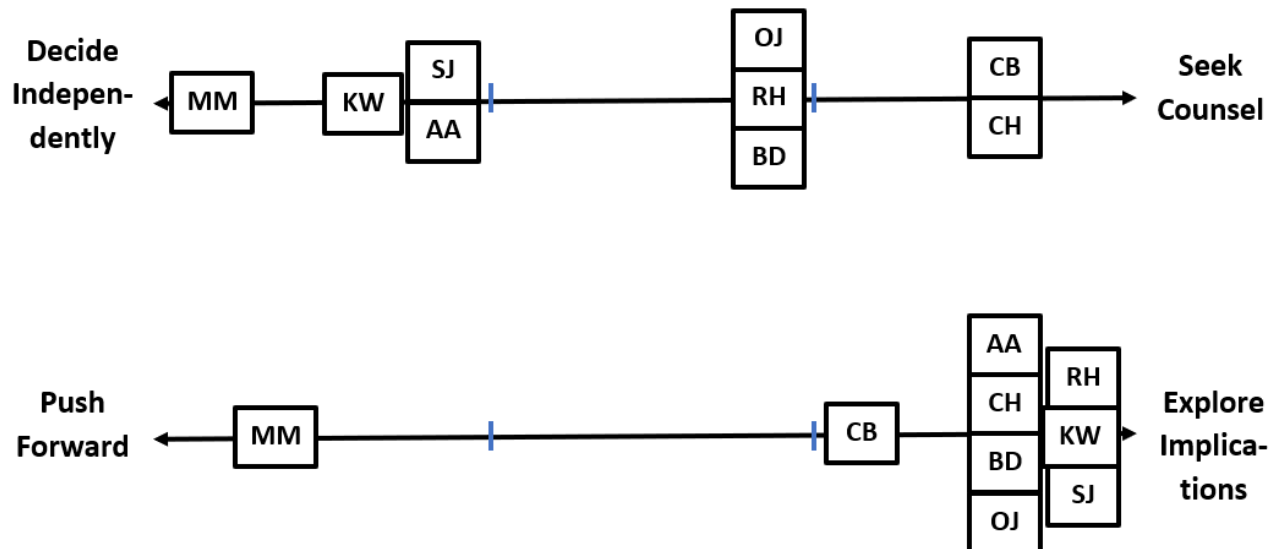 Decide
Indepen-
dently
MM
KW
SJ
AA
OJ
RH
BD
CB
CH
Seek
Counsel
Push
Forward
MM
CB
AA
CH
BD
OJ
RH
KW
SJ
Explore
Implica-
tions